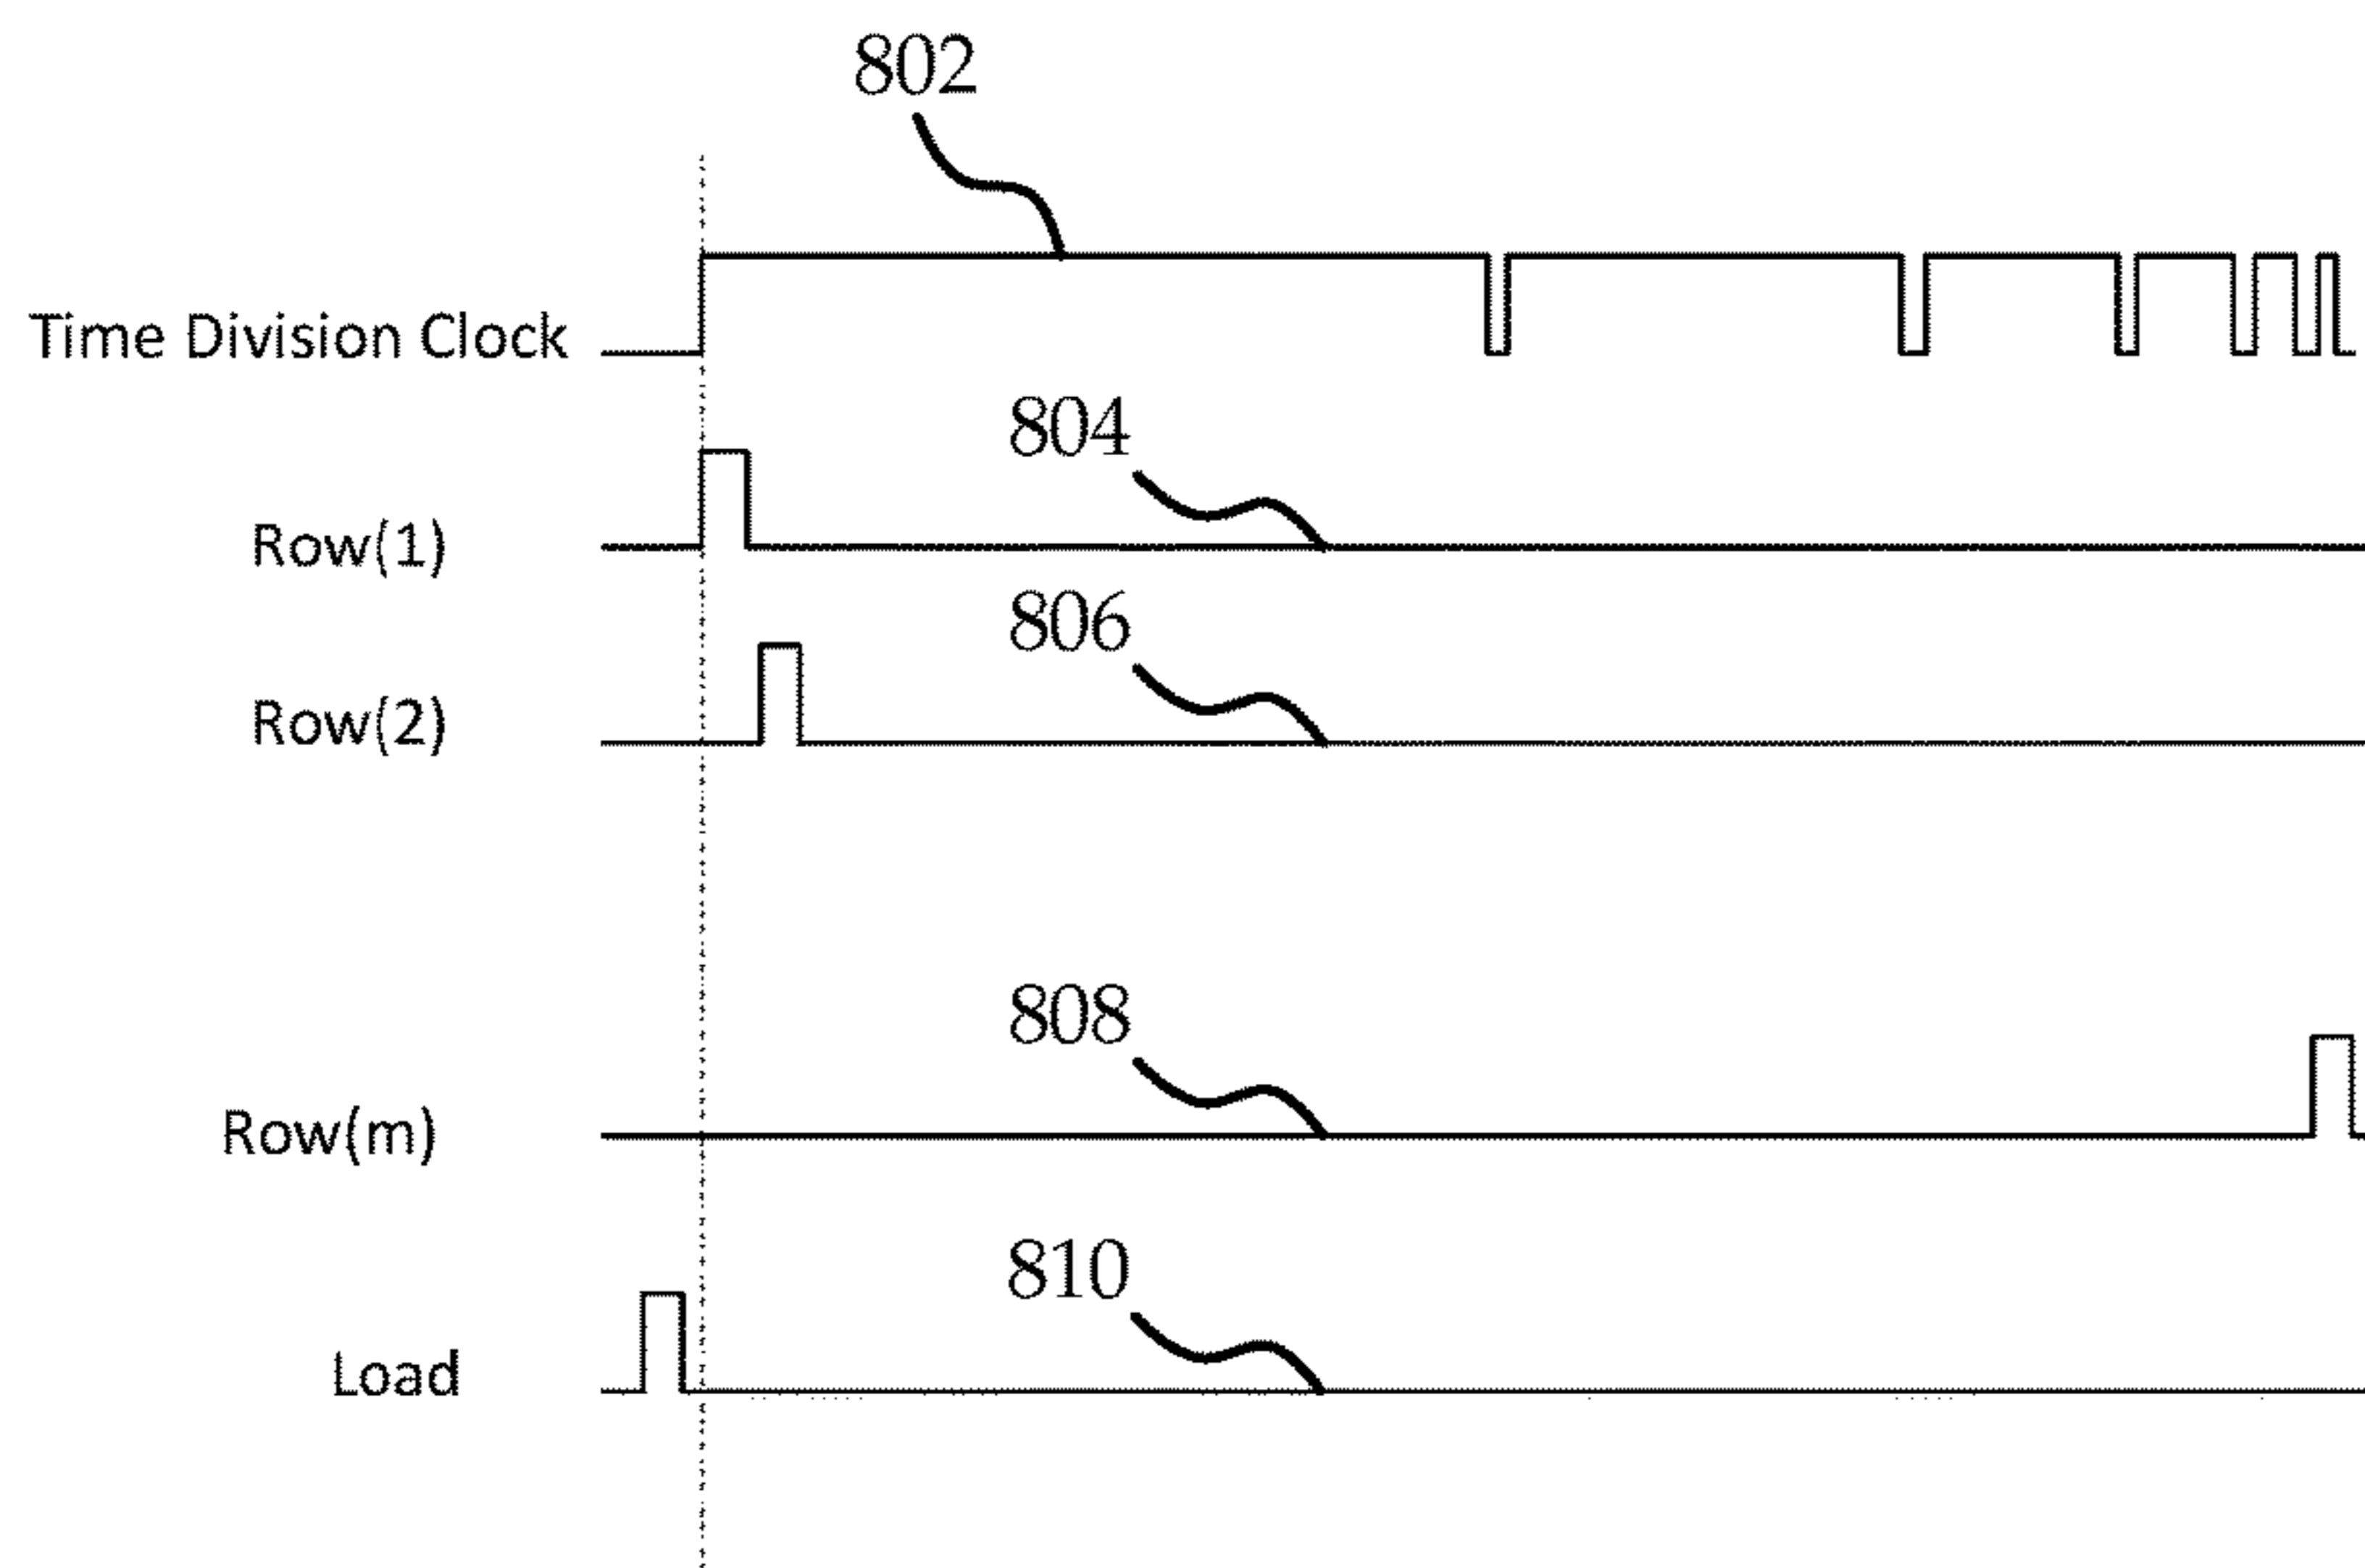 802
Time Division Clock
804
Row(1)
806
Row(2)
808
Row(m)
810
Load